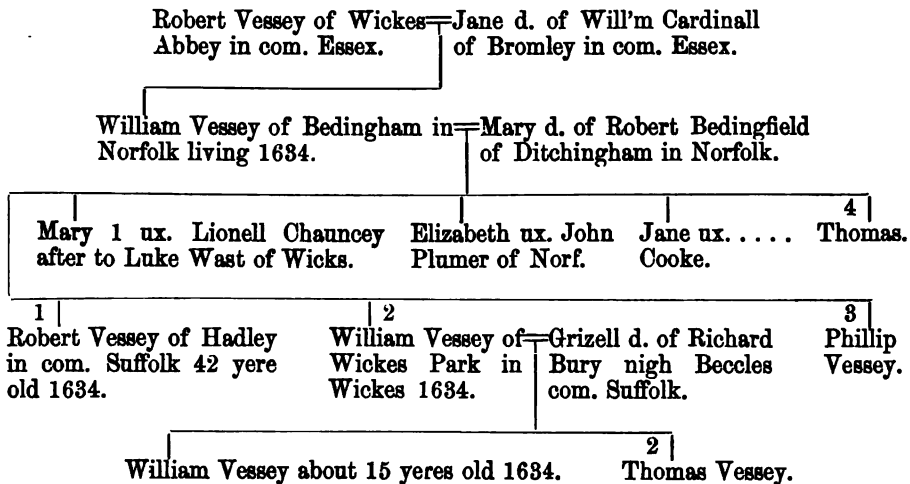 Robert Vessey of Wickes=Jane d. of Will'm Cardinall
Abbey in com. Essex. of Bromley in com. Essex.
William Vessey of Bedingham in=Mary d. of Robert Bedingfield
Norfolk living 1634. of Ditchingham in Norfolk.
4
Mary 1 ux. Lionell Chauncey Elizabeth ux. John Jane ux. . . . . . Thomas.
after to Luke Wast of Wicks. Plumer of Norf. Cooke.
1 2 3
Robert Vessey of Hadley William Vessey of=Grizell d. of Richard Phillip
in com. Suffolk 42 yere Wickes Park in Bury nigh Beccles Vessey.
old 1634. Wickes 1634. com. Suffolk.
2
William Vessey about 15 yeres old 1634. Thomas Vessey.